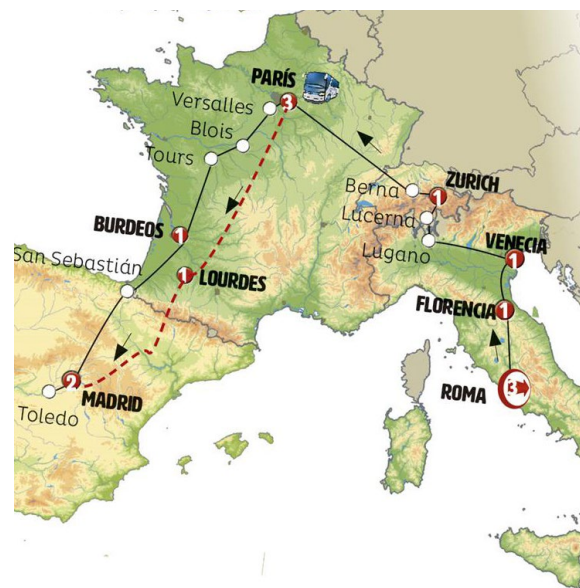 PARÍS
3
Versalles
Blois
Tours
Berna
1
ZURICH
Lucerna
BURDEOS
1
Lugano
1
VENECIA
San Sebastián
1
LOURDES
FLORENCIA
1
2
MADRID
ROMA
3
Toledo